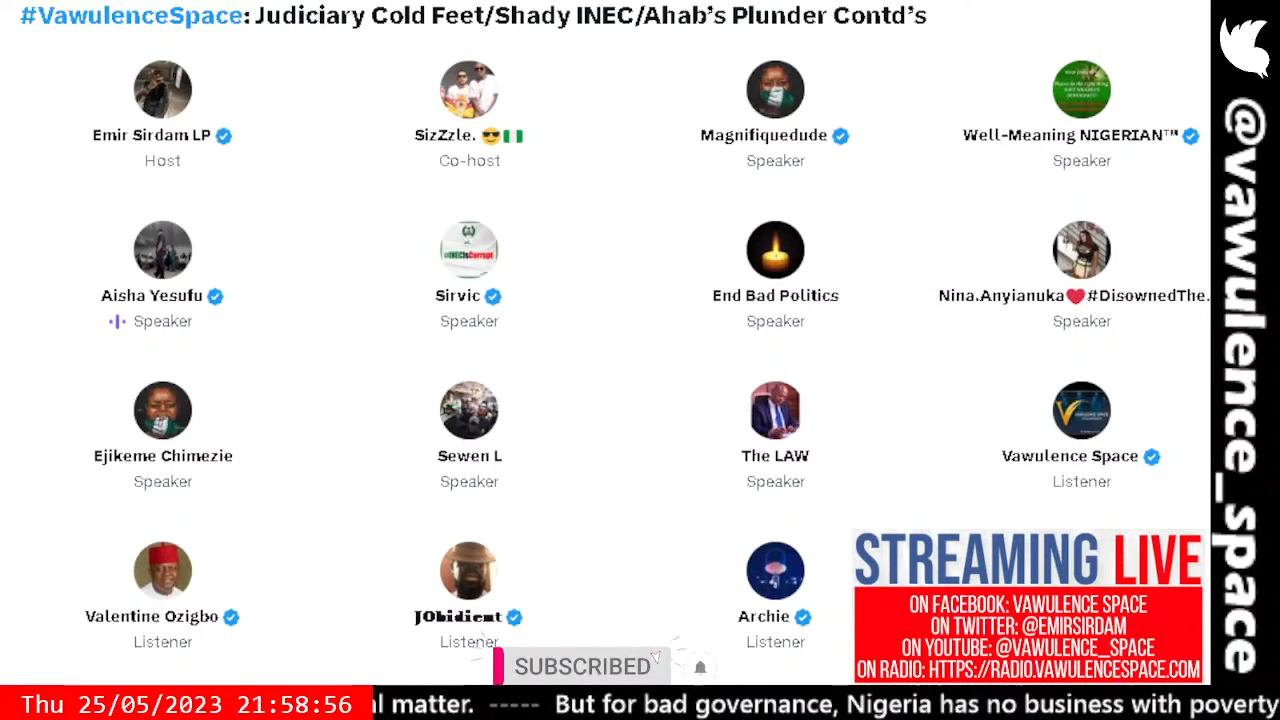 #VawulenceSpace: Judiciary Cold Feet/Shady INEC/Ahab's Plunder Contd's
Emir Sirdam LP
Host
SizZzle. 😎🇳🇬
Co-host
Magnifiquedude
Speaker
Well-Meaning NIGERIAN™
Speaker
Aisha Yesufu
Speaker
#INECIsCorrupt
Sirvic
Speaker
End Bad Politics
Speaker
Nina.Anyianuka❤️#DisownedThe.
Speaker
Ejikeme Chimezie
Speaker
Sewen L
Speaker
The LAW
Speaker
Vawulence Space
Listener
Valentine Ozigbo
Listener
JObidient
Listener
Archie
Listener
STREAMING LIVE
ON FACEBOOK: VAWULENCE SPACE
ON TWITTER: @EMIRSIRDAM
ON YOUTUBE: @VAWULENCE_SPACE
ON RADIO: HTTPS://RADIO.VAWULENCESPACE.COM
SUBSCRIBED
@vawulence_space
Thu 25/05/2023 21:58:56
l matter. ----- But for bad governance, Nigeria has no business with poverty